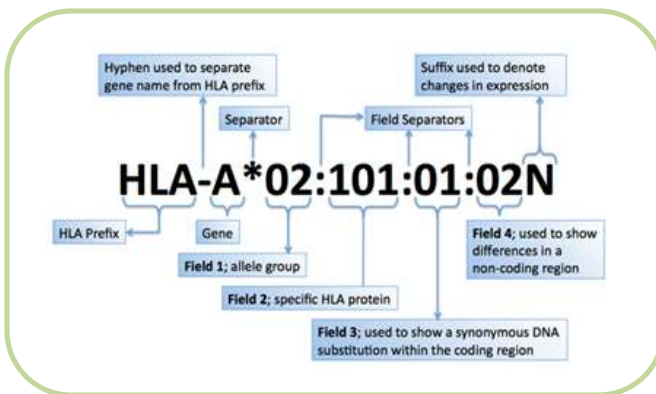 Hyphen used to separate
gene name from HLA prefix
Suffix used to denote
changes in expression
Separator
Field Separators
HLA-A*02:101:01:02N
HLA Prefix
Gene
Field 1; allele group
Field 2; specific HLA protein
Field 3; used to show a synonymous DNA
substitution within the coding region
Field 4; used to show
differences in a
non-coding region